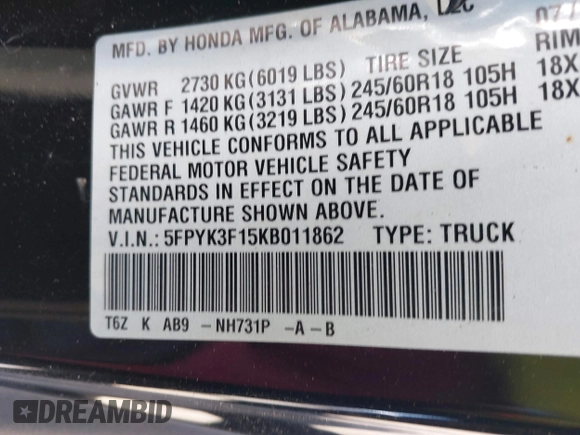 MFD. BY HONDA MFG. OF ALABAMA, LLC
GVWR 2730 KG(6019 LBS) TIRE SIZE RIM
GAWR F 1420 KG(3131 LBS)245/60R18 105H 18X
GAWR R 1460 KG(3219 LBS)245/60R18 105H 18X
THIS VEHICLE CONFORMS TO ALL APPLICABLE
FEDERAL MOTOR VEHICLE SAFETY
STANDARDS IN EFFECT ON THE DATE OF
MANUFACTURE SHOWN ABOVE.
V.I.N.: 5FPYK3F15KB011862 TYPE: TRUCK
T6Z K AB9 -NH731P -A-B
DREAMBID